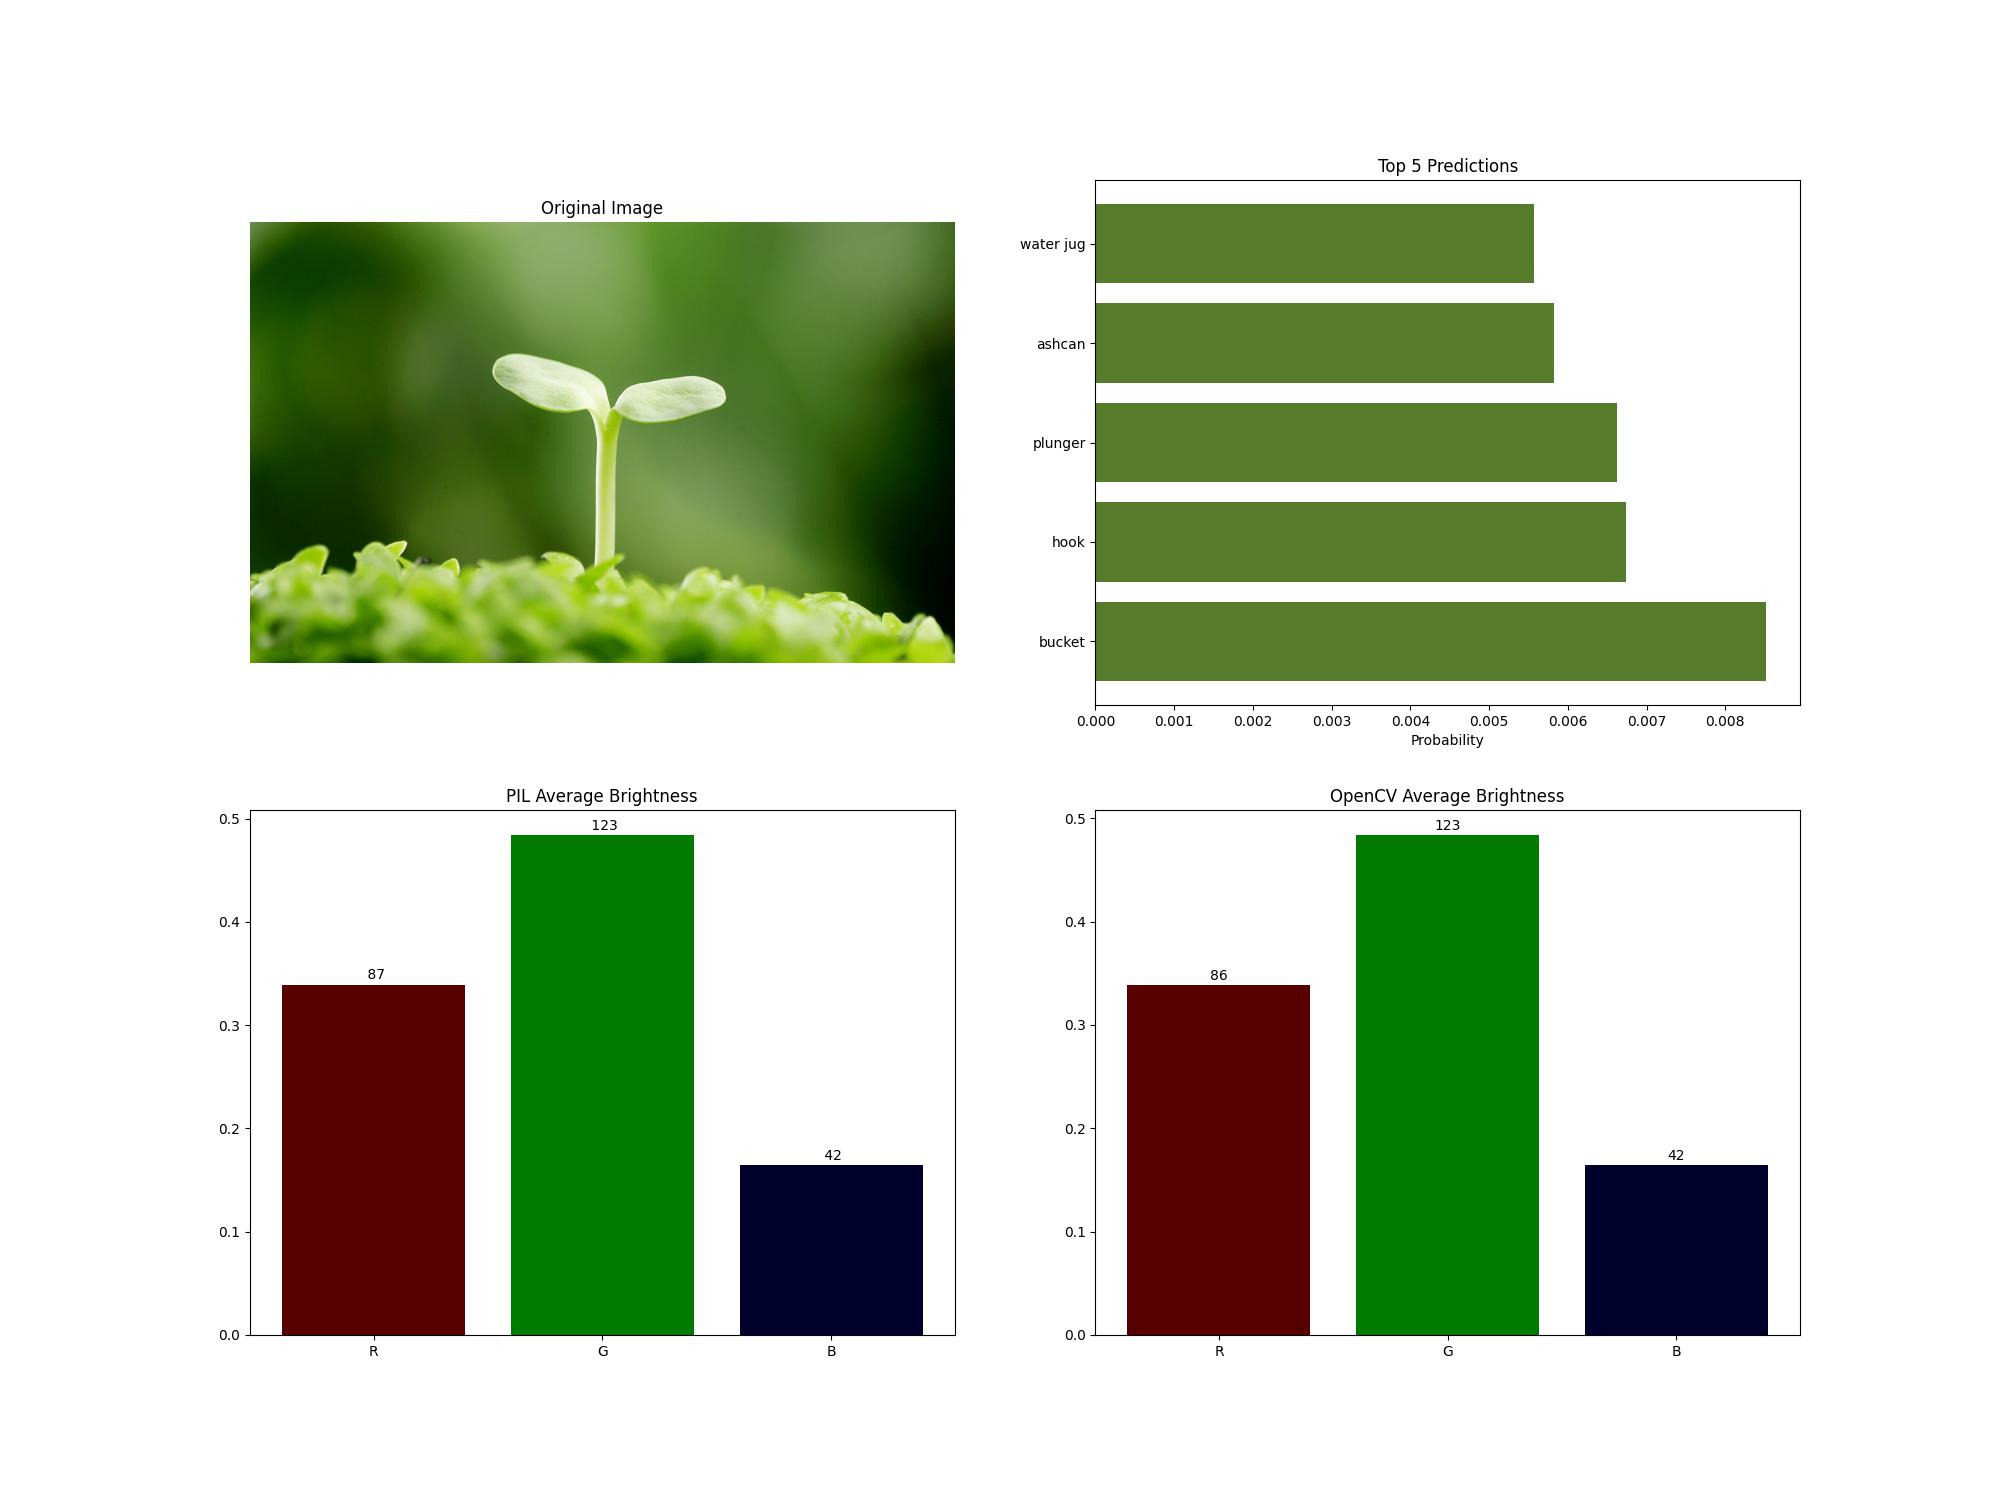 Original Image
Top 5 Predictions
water jug
ashcan
plunger
hook
bucket
0.000 0.001 0.002 0.003 0.004 0.005 0.006 0.007 0.008
Probability
PIL Average Brightness
0.5
0.4
0.3
0.2
0.1
0.0
87
123
42
R G B
OpenCV Average Brightness
0.5
0.4
0.3
0.2
0.1
0.0
86
123
42
R G B